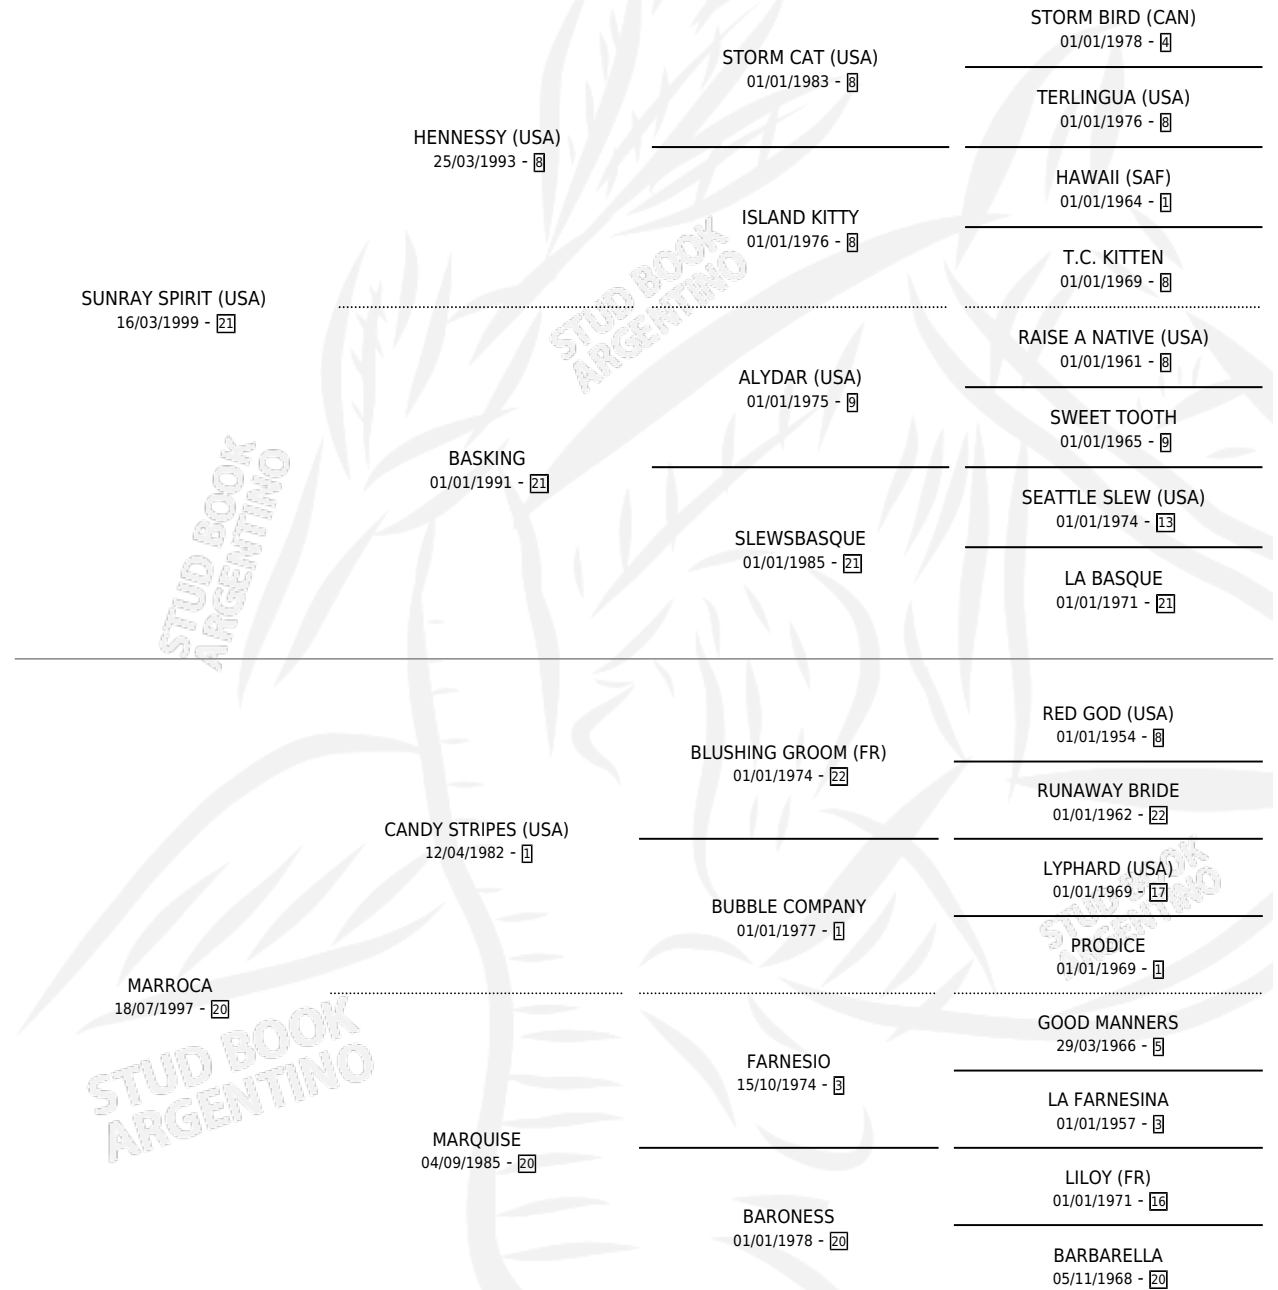 STORM BIRD (CAN)
01/01/1978 - 4
STORM CAT (USA)
01/01/1983 - 8
TERLINGUA (USA)
01/01/1976 - 8
HENNESSY (USA)
25/03/1993 - 8
HAWAII (SAF)
01/01/1964 - 1
ISLAND KITTY
01/01/1976 - 8
T.C. KITTEN
01/01/1969 - 8
SUNRAY SPIRIT (USA)
16/03/1999 - 21
STUD BOOK
ARGENTINO
RAISE A NATIVE (USA)
01/01/1961 - 8
ALYDAR (USA)
01/01/1975 - 9
SWEET TOOTH
01/01/1965 - 9
BASKING
01/01/1991 - 21
SEATTLE SLEW (USA)
01/01/1974 - 13
SLEWSBASQUE
01/01/1985 - 21
LA BASQUE
01/01/1971 - 21
STUD BOOK
ARGENTINO
RED GOD (USA)
01/01/1954 - 8
BLUSHING GROOM (FR)
01/01/1974 - 22
RUNAWAY BRIDE
01/01/1962 - 22
CANDY STRIPES (USA)
12/04/1982 - 1
LYPHARD (USA)
01/01/1969 - 17
BUBBLE COMPANY
01/01/1977 - 1
STUD BOOK
ARGENTINO
PRODICE
01/01/1969 - 1
MARROCA
18/07/1997 - 20
GOOD MANNERS
29/03/1966 - 5
FARNESIO
15/10/1974 - 3
STUD BOOK
ARGENTINO
LA FARNESINA
01/01/1957 - 3
MARQUISE
04/09/1985 - 20
LILOY (FR)
01/01/1971 - 16
BARONESS
01/01/1978 - 20
BARBARELLA
05/11/1968 - 20